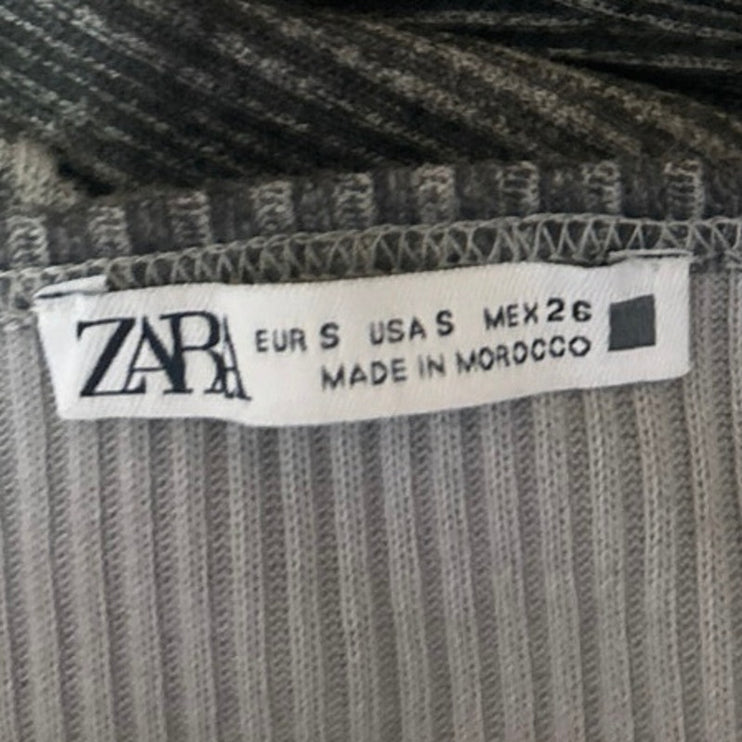 ZARA
EUR S USA S MEX 26
MADE IN MOROCCO